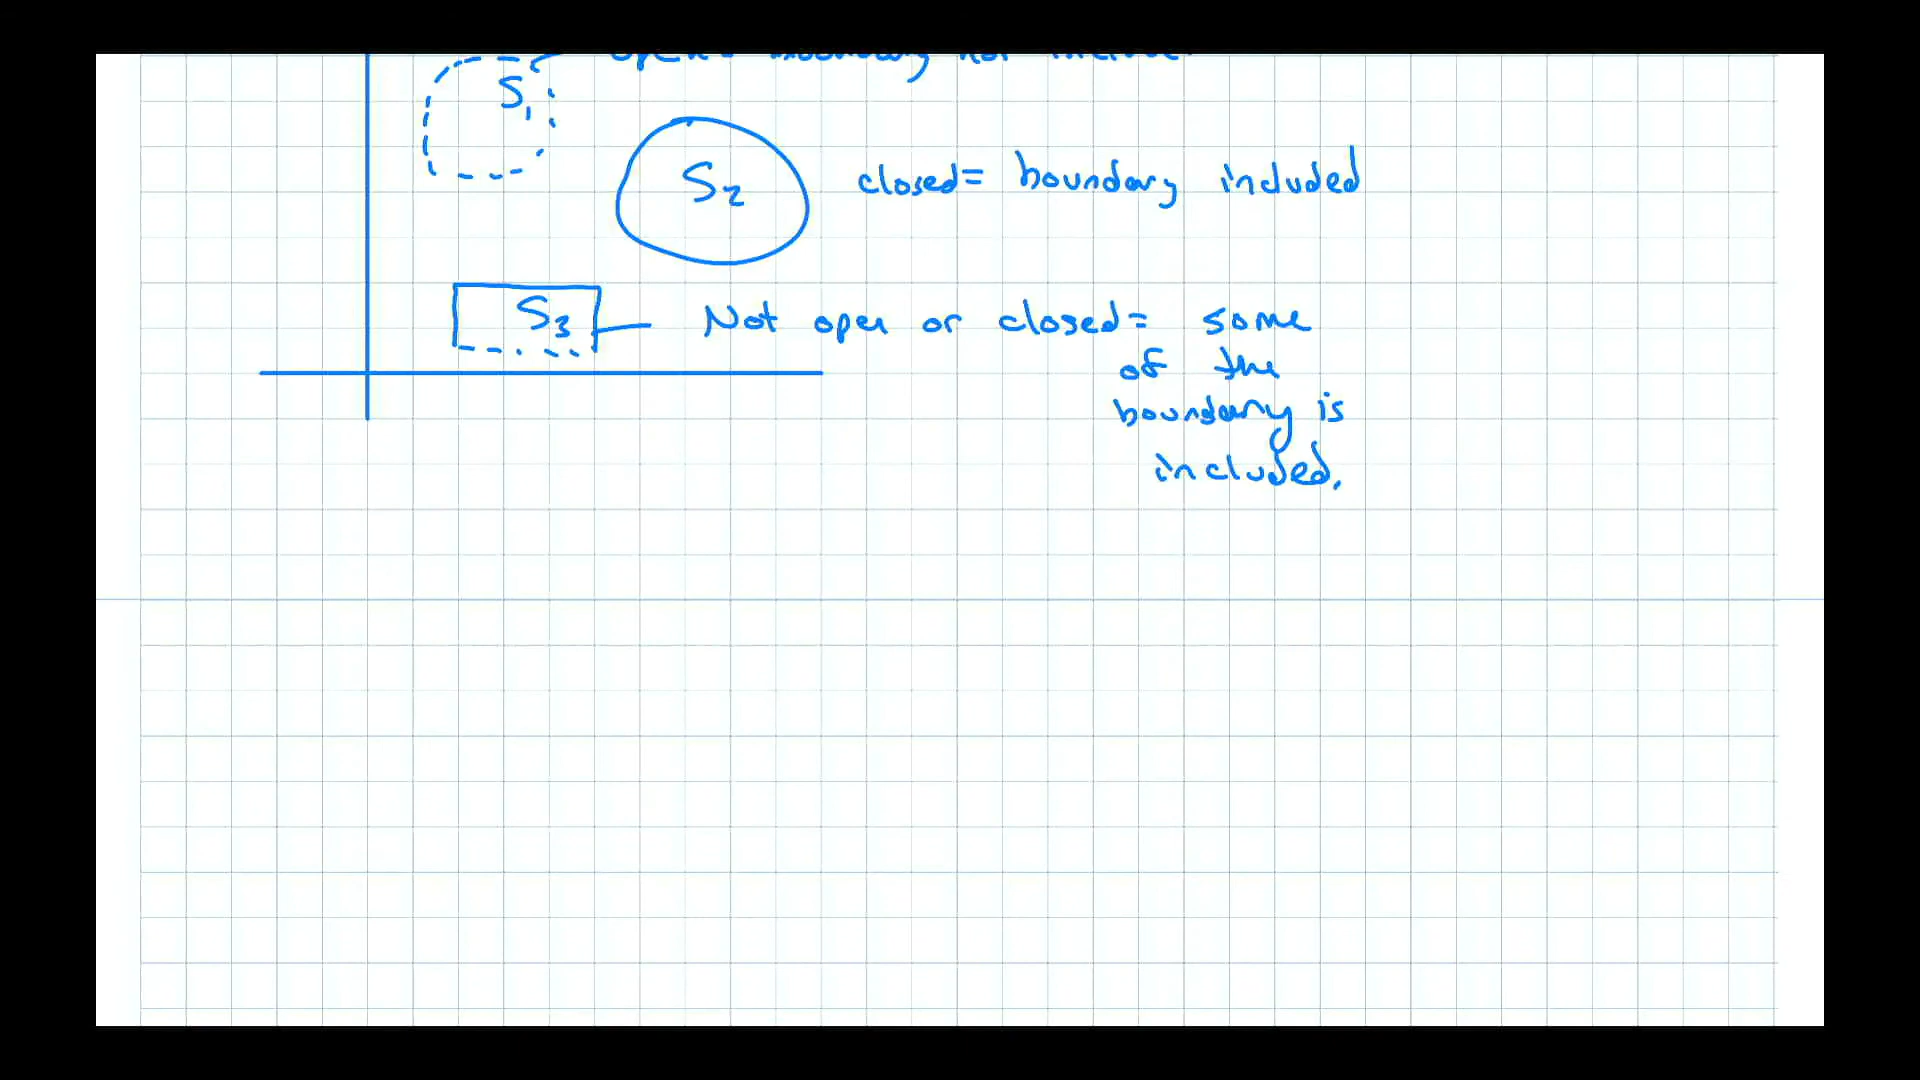 S1
S2 closed= boundary included
S3 Not open or closed= some
of the
boundary is
included.